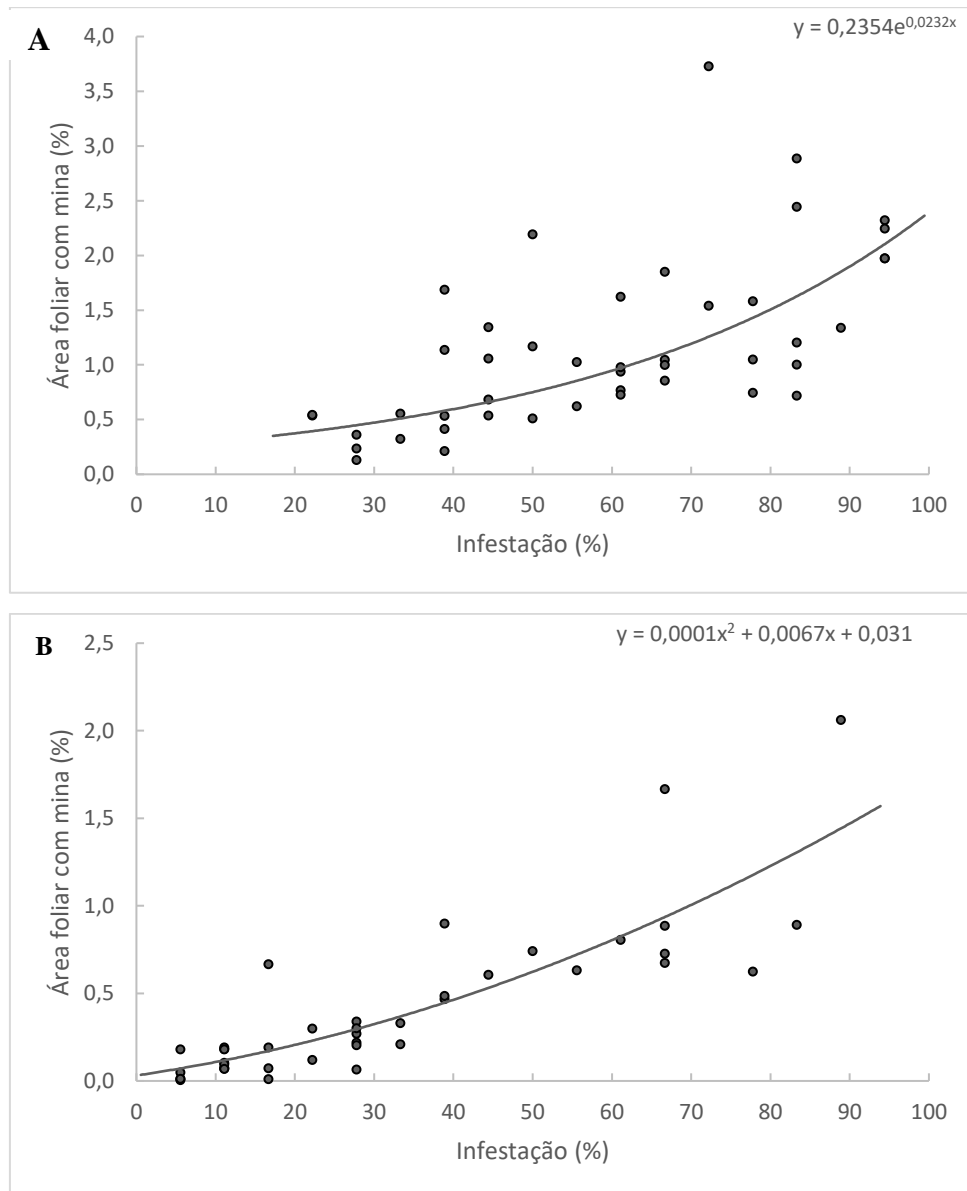 A
y = 0,2354e^0,0232x
4,0
3,5
3,0
2,5
2,0
1,5
1,0
0,5
0,0
Área foliar com mina (%)
0 10 20 30 40 50 60 70 80 90 100
Infestação (%)
B
y = 0,0001x² + 0,0067x + 0,031
2,5
2,0
1,5
1,0
0,5
0,0
Área foliar com mina (%)
0 10 20 30 40 50 60 70 80 90 100
Infestação (%)